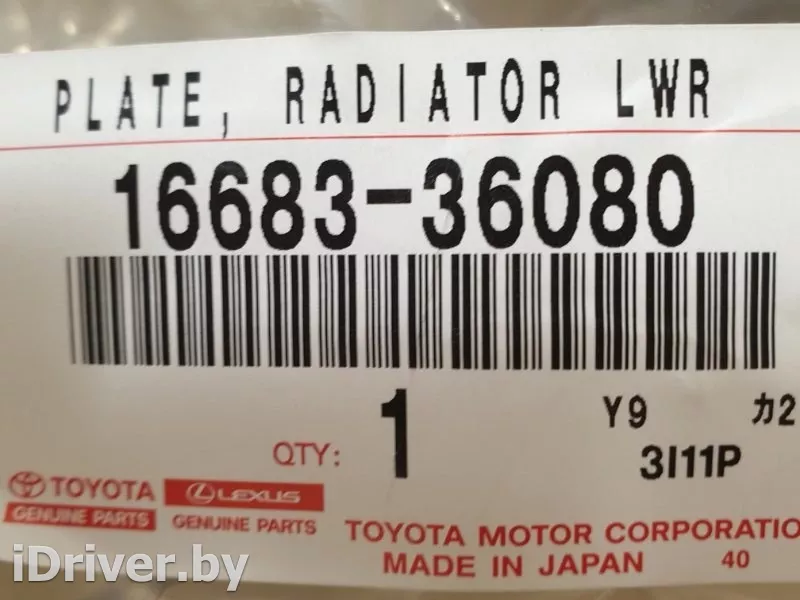 PLATE, RADIATOR LWR
16683-36080
QTY: 1
Y9 カ2
3I11P
TOYOTA LEXUS
GENUINE PARTS GENUINE PARTS
TOYOTA MOTOR CORPORATIO
MADE IN JAPAN 40
iDriver.by